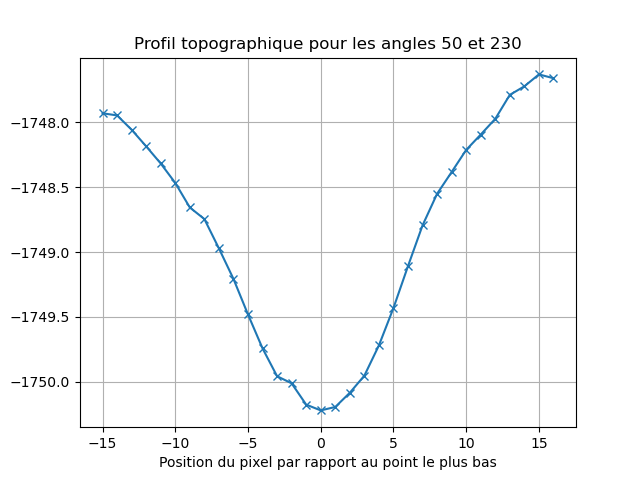 Profil topographique pour les angles 50 et 230
−1748.0
−1748.5
−1749.0
−1749.5
−1750.0
−15 −10 −5 0 5 10 15
Position du pixel par rapport au point le plus bas